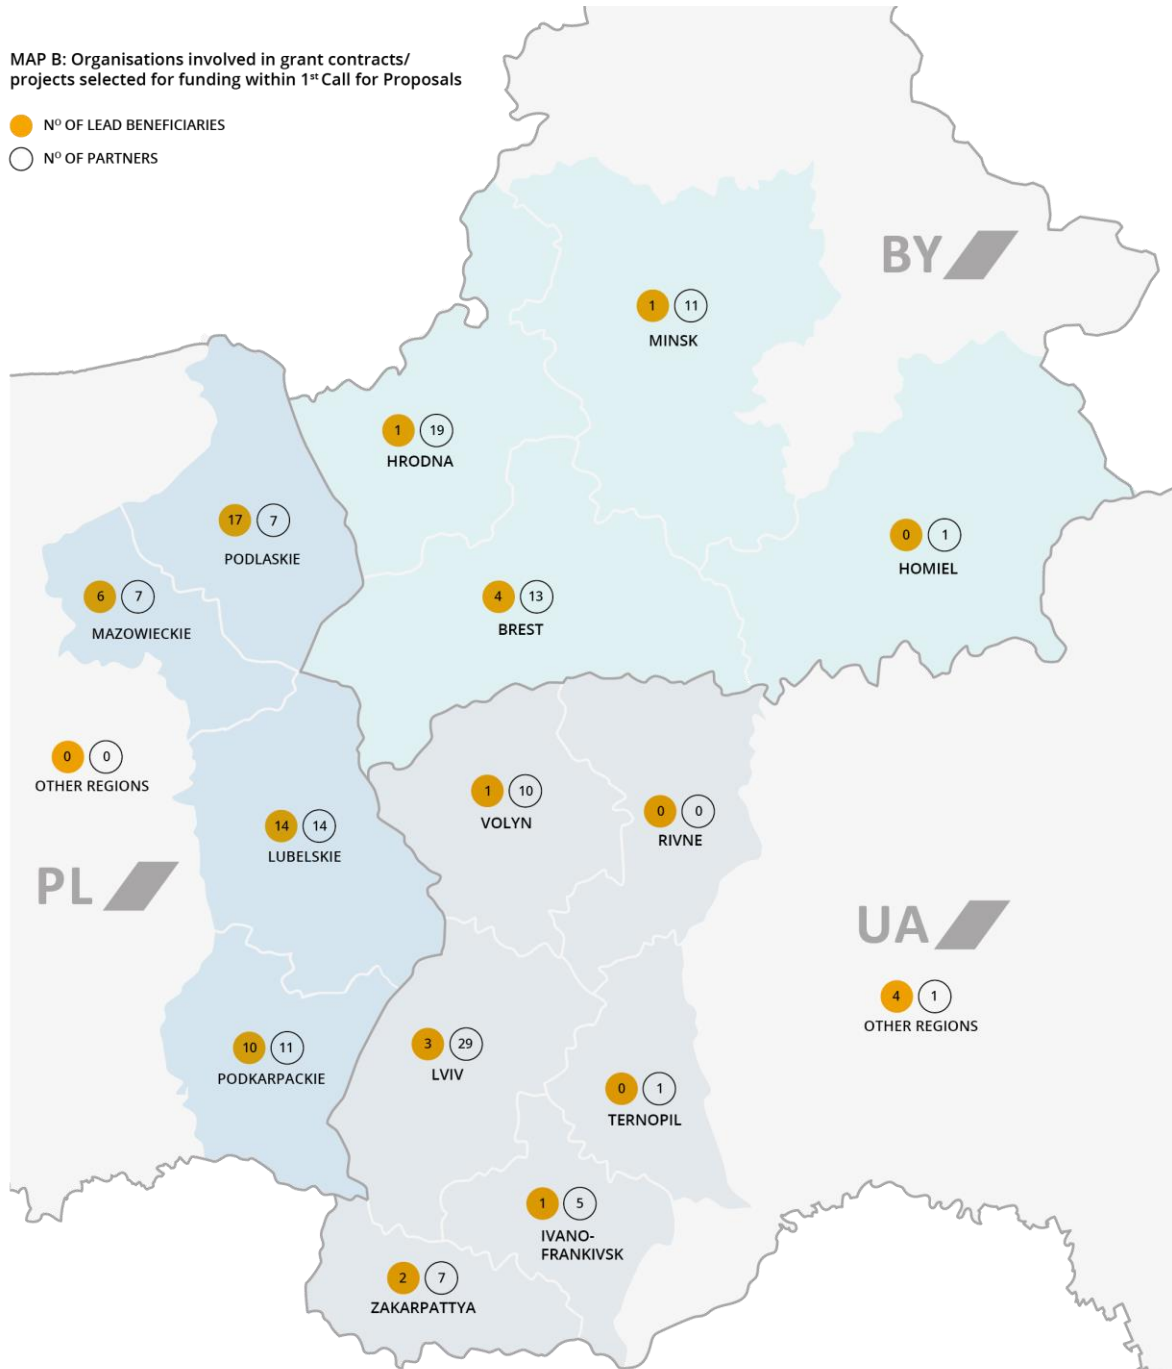 MAP B: Organisations involved in grant contracts/
projects selected for funding within 1st Call for Proposals
Nº OF LEAD BENEFICIARIES
Nº OF PARTNERS
BY
1 11
MINSK
1 19
HRODNA
17 7
PODLASKIE
0 1
HOMIEL
6 7
MAZOWIECKIE
4 13
BREST
0 0
OTHER REGIONS
1 10
VOLYN
0 0
RIVNE
14 14
LUBELSKIE
PL
UA
4 1
OTHER REGIONS
10 11
PODKARPACKIE
3 29
LVIV
0 1
TERNOPIL
1 5
IVANO-
FRANKIVSK
2 7
ZAKARPATTYA